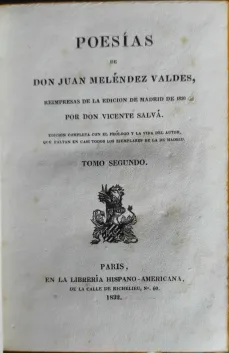 POESÍAS
DE
DON JUAN MELÉNDEZ VALDES,
REIMPRESAS DE LA EDICION DE MADRID DE 1820
POR DON VICENTE SALVÁ.
EDICION COMPLETA CON EL PRÓLOGO Y LA VIDA DEL AUTOR,
QUE FALTAN EN CASI TODOS LOS EJEMPLARES DE LA DE MADRID.
TOMO SEGUNDO.
PARIS,
EN LA LIBRERÍA HISPANO-AMERICANA,
DE LA CALLE DE RICHELIEU, Nº. 60.
1832.